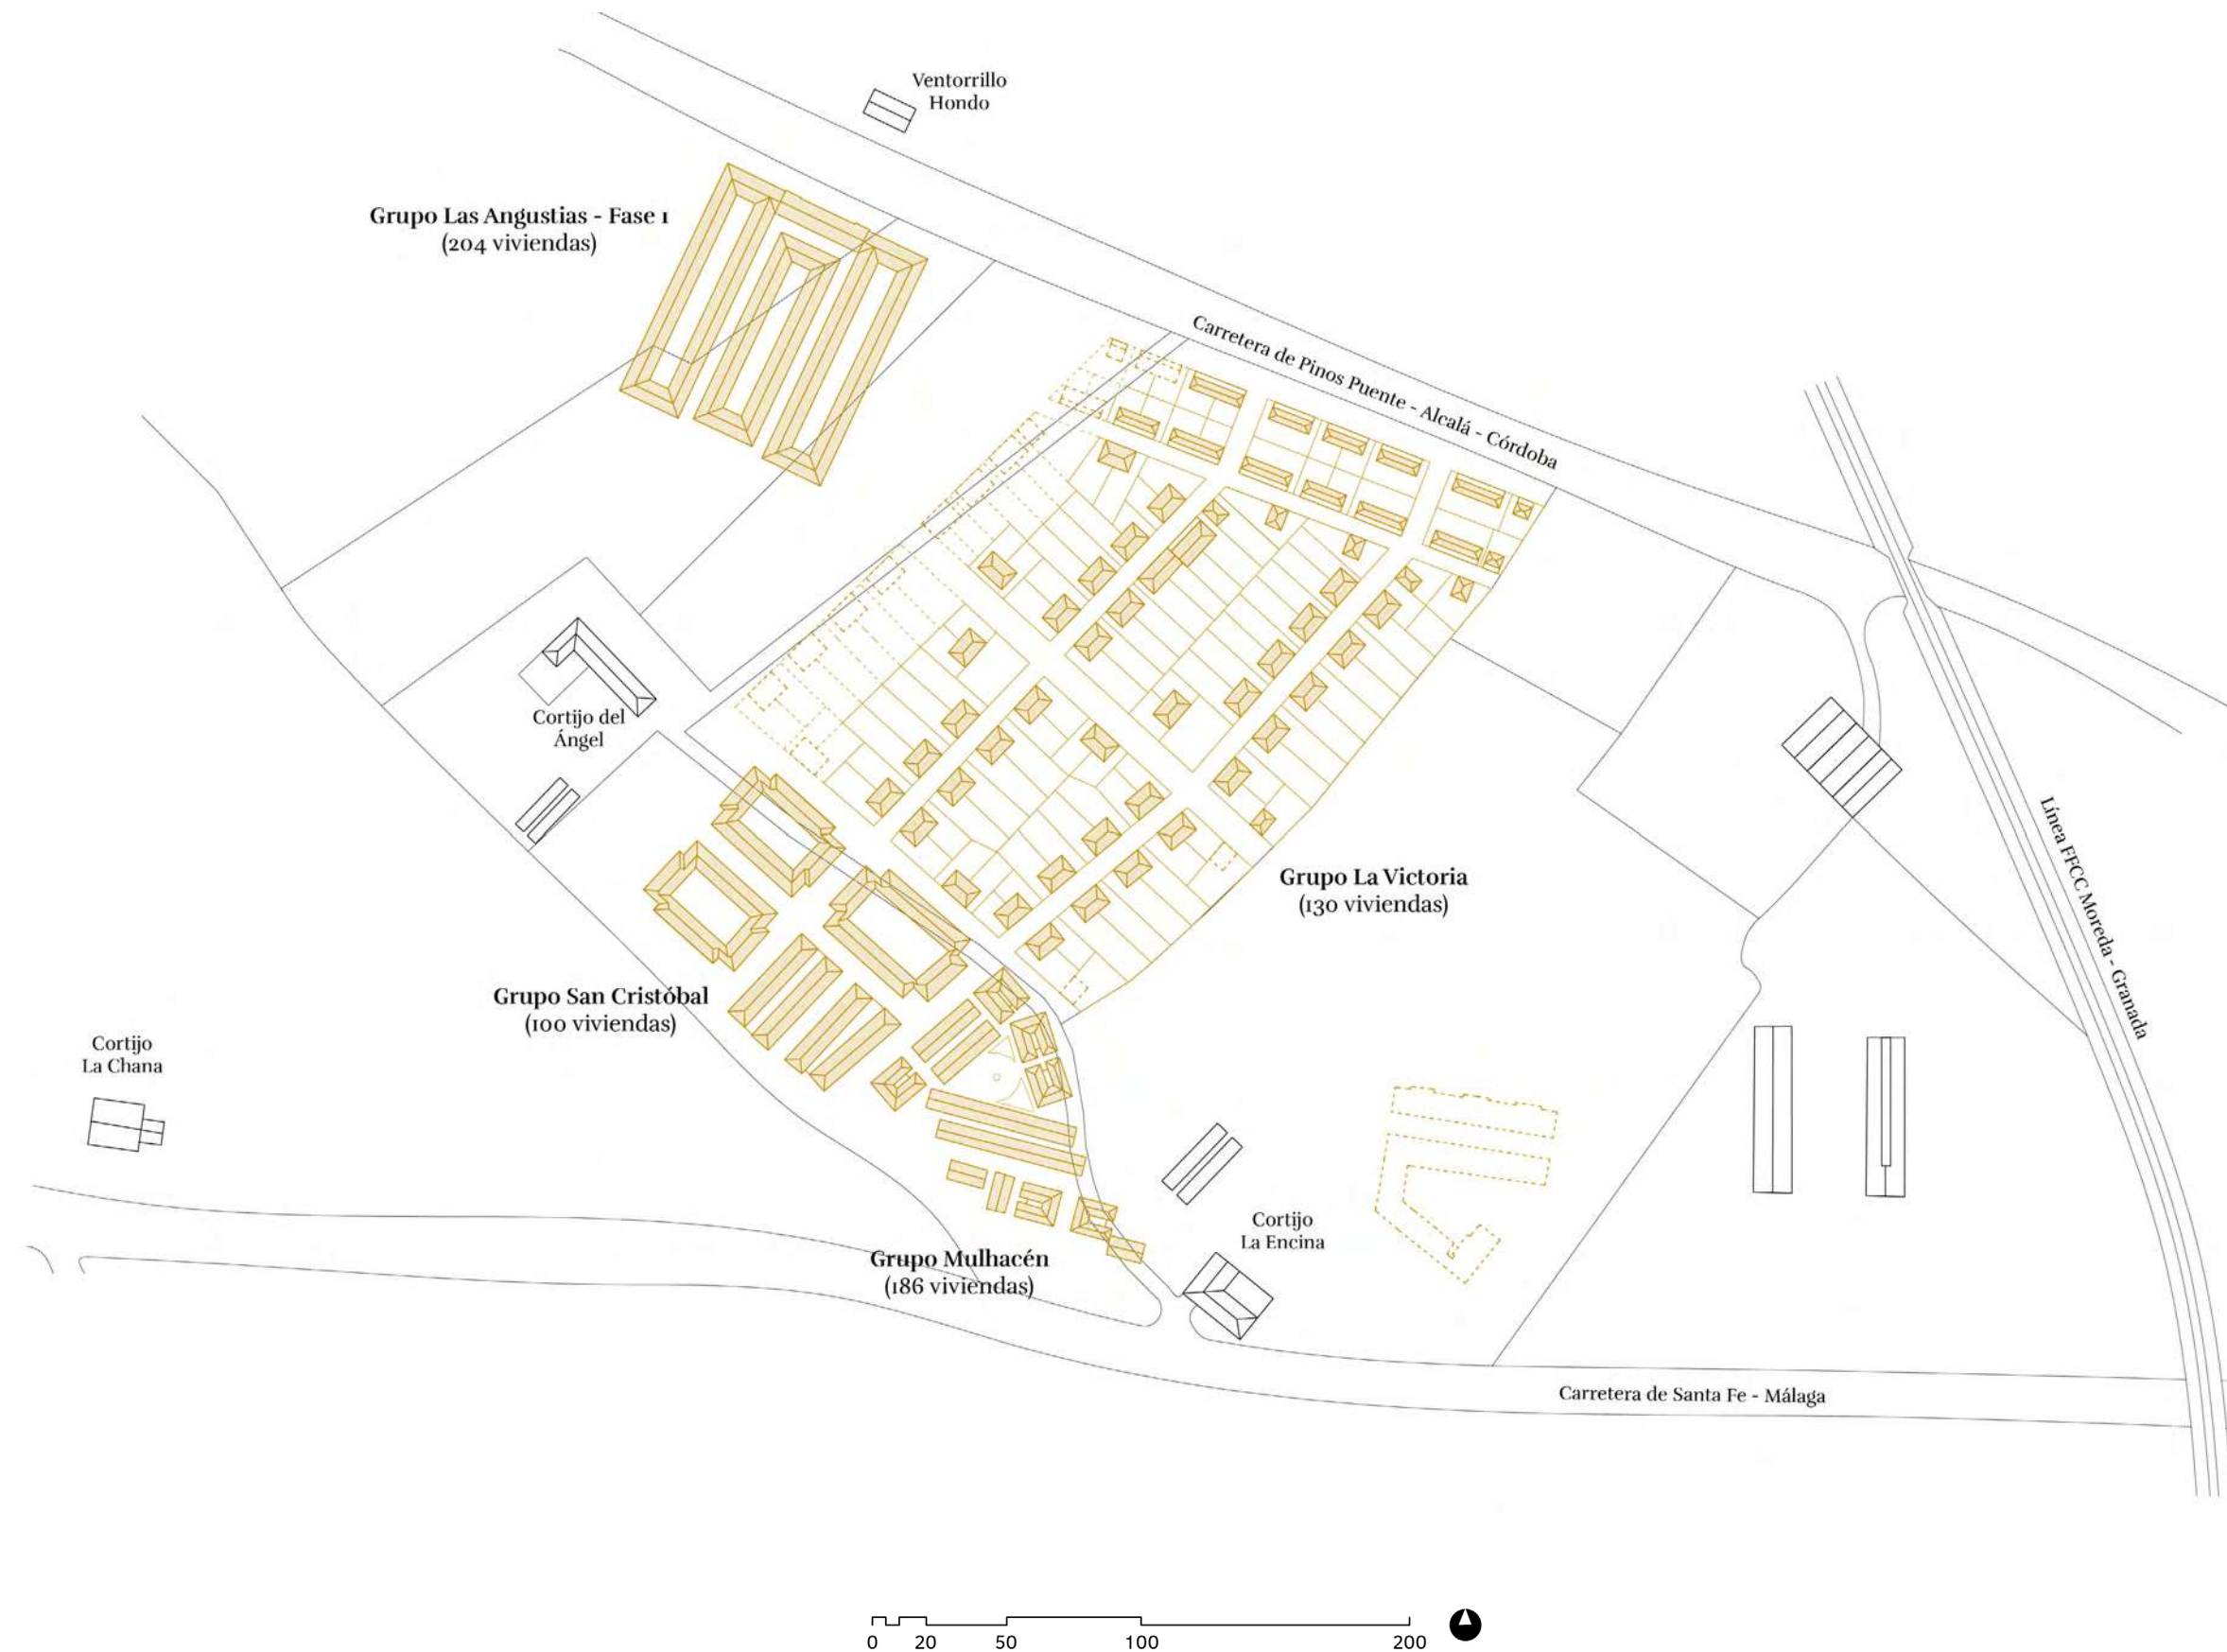 Ventorrillo
Hondo
Grupo Las Angustias - Fase 1
(204 viviendas)
Carretera de Pinos Puente - Alcalá - Córdoba
Cortijo del
Ángel
Línea FFCC Moreda - Granada
Grupo La Victoria
(130 viviendas)
Grupo San Cristóbal
(100 viviendas)
Cortijo
La Chana
Cortijo
La Encina
Grupo Mulhacén
(186 viviendas)
Carretera de Santa Fe - Málaga
0 20 50 100 200